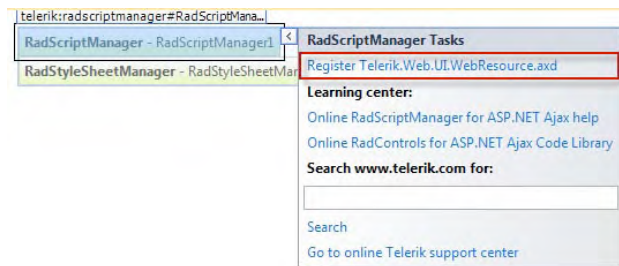 telerik:radscriptmanager#RadScriptMana...
RadScriptManager - RadScriptManager1
RadStyleSheetManager - RadStyleSheetMan
RadScriptManager Tasks
Register Telerik.Web.UI.WebResource.axd
Learning center:
Online RadScriptManager for ASP.NET Ajax help
Online RadControls for ASP.NET Ajax Code Library
Search www.telerik.com for:
Search
Go to online Telerik support center